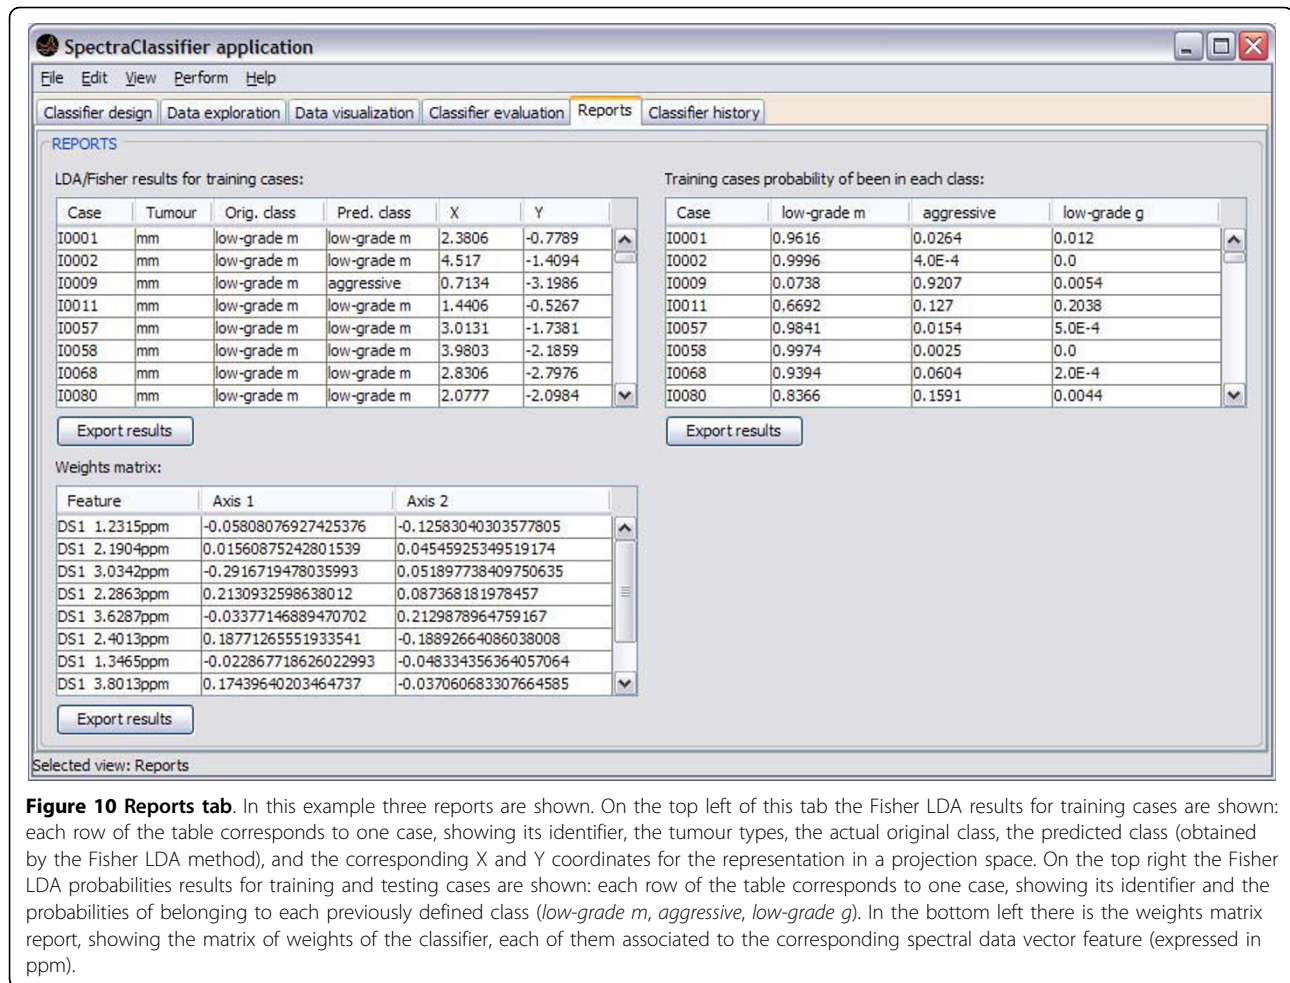 SpectraClassifier application
File Edit View Perform Help
Classifier design Data exploration Data visualization Classifier evaluation Reports Classifier history
REPORTS
LDA/Fisher results for training cases:
Case Tumour Orig. class Pred. class X Y
I0001 mm low-grade m low-grade m 2.3806 -0.7789
I0002 mm low-grade m low-grade m 4.517 -1.4094
I0009 mm low-grade m aggressive 0.7134 -3.1986
I0011 mm low-grade m low-grade m 1.4406 -0.5267
I0057 mm low-grade m low-grade m 3.0131 -1.7381
I0058 mm low-grade m low-grade m 3.9803 -2.1859
I0068 mm low-grade m low-grade m 2.8306 -2.7976
I0080 mm low-grade m low-grade m 2.0777 -2.0984
Export results
Training cases probability of been in each class:
Case low-grade m aggressive low-grade g
I0001 0.9616 0.0264 0.012
I0002 0.9996 4.0E-4 0.0
I0009 0.0738 0.9207 0.0054
I0011 0.6692 0.127 0.2038
I0057 0.9841 0.0154 5.0E-4
I0058 0.9974 0.0025 0.0
I0068 0.9394 0.0604 2.0E-4
I0080 0.8366 0.1591 0.0044
Export results
Weights matrix:
Feature Axis 1 Axis 2
DS1 1.2315ppm -0.05808076927425376 -0.12583040303577805
DS1 2.1904ppm 0.01560875242801539 0.04545925349519174
DS1 3.0342ppm -0.2916719478035993 0.051897738409750635
DS1 2.2863ppm 0.2130932598638012 0.087368181978457
DS1 3.6287ppm -0.03377146889470702 0.2129878964759167
DS1 2.4013ppm 0.18771265551933541 -0.18892664086038008
DS1 1.3465ppm -0.022867718626022993 -0.048334356364057064
DS1 3.8013ppm 0.17439640203464737 -0.037060683307664585
Export results
Selected view: Reports
Figure 10 Reports tab. In this example three reports are shown. On the top left of this tab the Fisher LDA results for training cases are shown:
each row of the table corresponds to one case, showing its identifier, the tumour types, the actual original class, the predicted class (obtained
by the Fisher LDA method), and the corresponding X and Y coordinates for the representation in a projection space. On the top right the Fisher
LDA probabilities results for training and testing cases are shown: each row of the table corresponds to one case, showing its identifier and the
probabilities of belonging to each previously defined class (low-grade m, aggressive, low-grade g). In the bottom left there is the weights matrix
report, showing the matrix of weights of the classifier, each of them associated to the corresponding spectral data vector feature (expressed in
ppm).